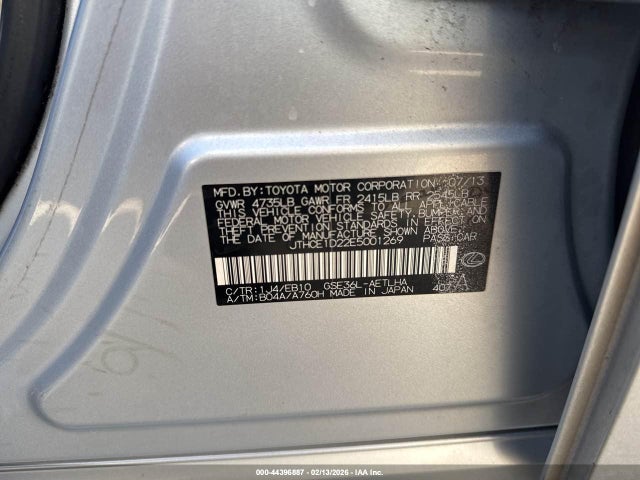 MFD.BY:TOYOTA MOTOR CORPORATION 07/13
GVWR 4735LB GAWR FR 2415LB RR 2540LB
THIS VEHICLE CONFORMS TO ALL APPLICABLE
FEDERAL MOTOR VEHICLE SAFETY, BUMPER, AND
THEFT PREVENTION STANDARDS IN EFFECT ON
THE DATE OF MANUFACTURE SHOWN ABOVE.
JTHCE1D22E5001269 PASS.CAR
C/TR:1J4/EB10 GSE36L-AETLHA
A/TM:B04A/A760H MADE IN JAPAN
000-44396887 - 02/13/2026 - IAA Inc.